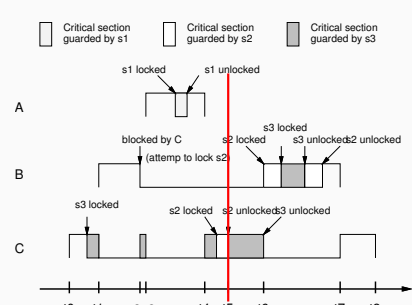 Critical section
guarded by s1
Critical section
guarded by s2
Critical section
guarded by s3
s1 locked
s1 unlocked
A
blocked by C
(attemp to lock s2)
s2 locked
s3 locked
s3 unlocked
s2 unlocked
B
s3 locked
s2 locked
s2 unlocked
s3 unlocked
C